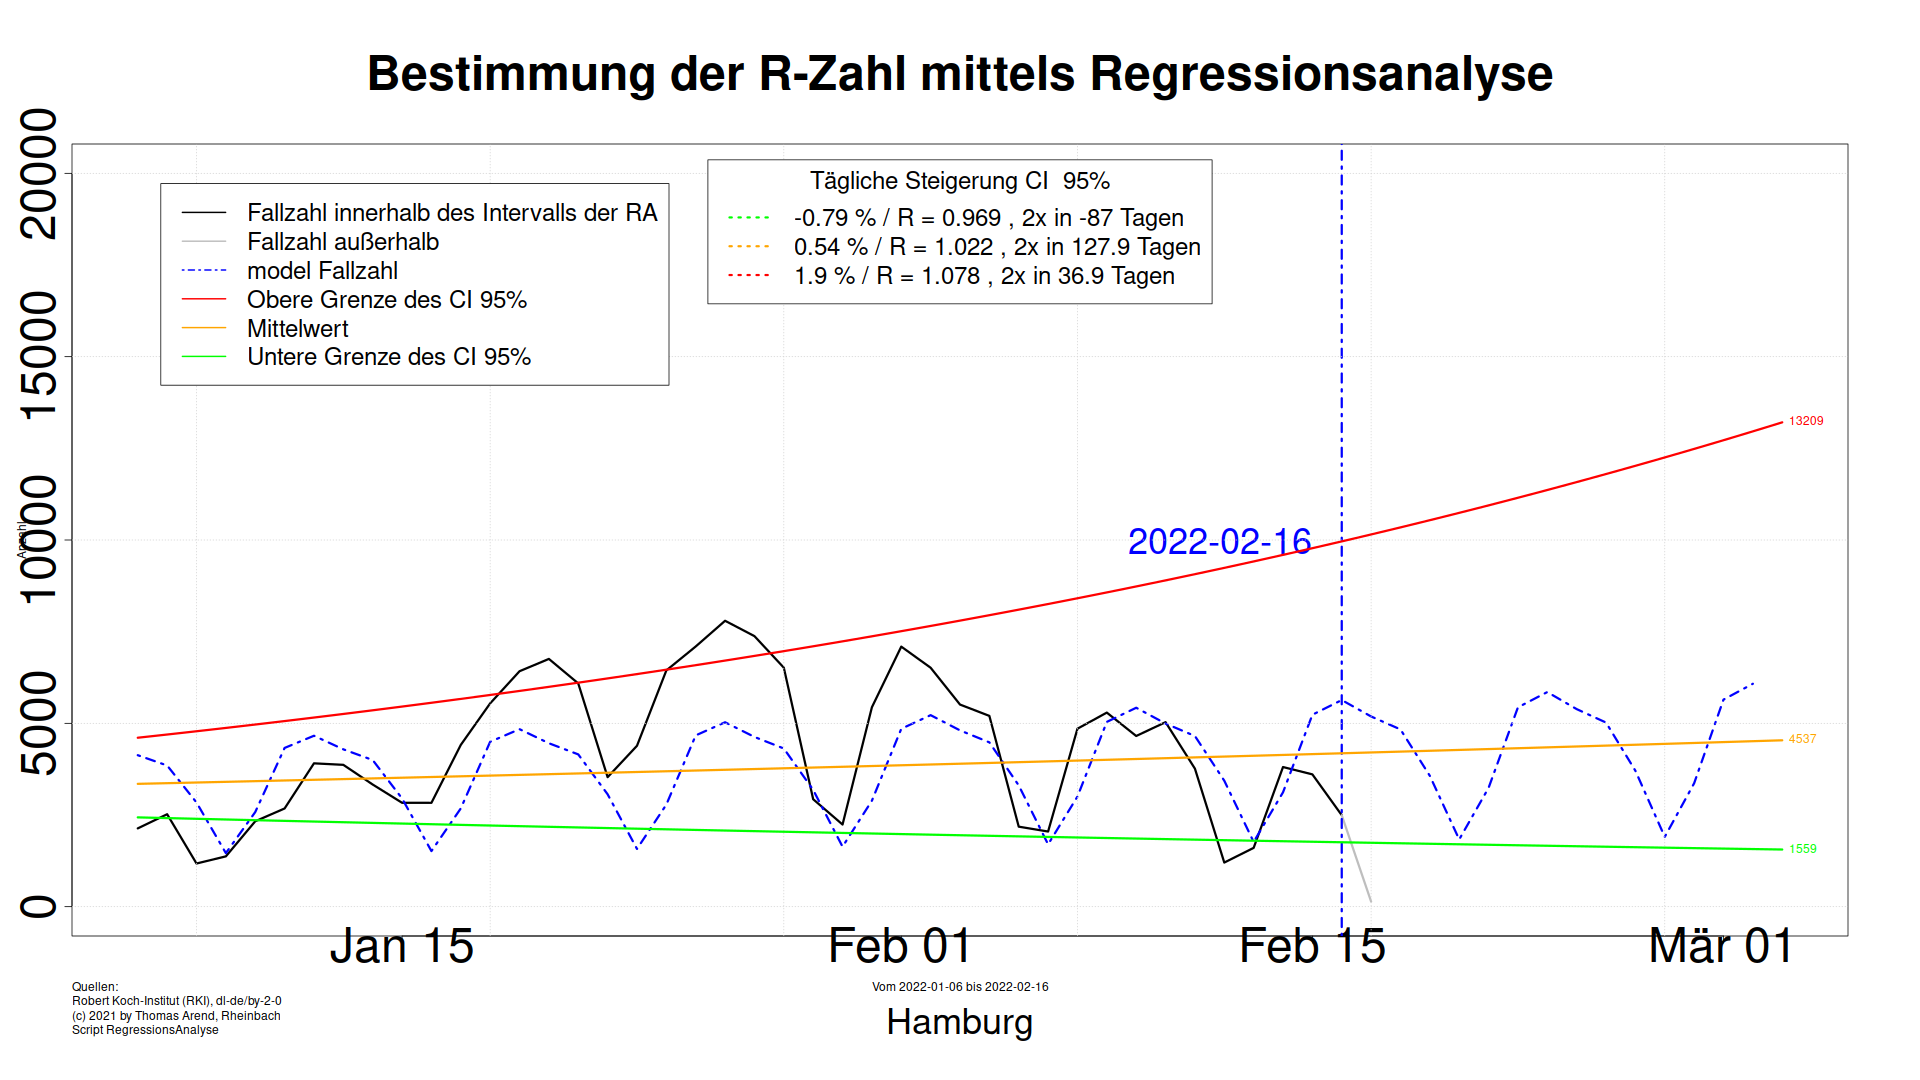 Bestimmung der R-Zahl mittels Regressionsanalyse
20000
15000
10000
5000
0
Anzahl
Fallzahl innerhalb des Intervalls der RA
Fallzahl außerhalb
model Fallzahl
Obere Grenze des CI 95%
Mittelwert
Untere Grenze des CI 95%
Tägliche Steigerung CI 95%
-0.79 % / R = 0.969 , 2x in -87 Tagen
0.54 % / R = 1.022 , 2x in 127.9 Tagen
1.9 % / R = 1.078 , 2x in 36.9 Tagen
2022-02-16
13209
4537
1559
Jan 15
Feb 01
Feb 15
Mär 01
Quellen:
Robert Koch-Institut (RKI), dl-de/by-2-0
(c) 2021 by Thomas Arend, Rheinbach
Script RegressionsAnalyse
Vom 2022-01-06 bis 2022-02-16
Hamburg